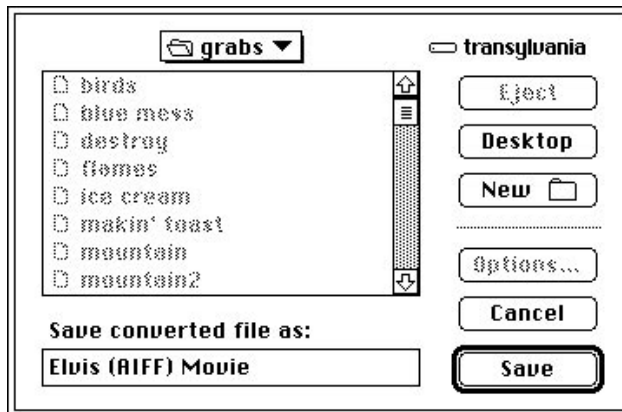 grabs
transylvania
birds
blue mess
destroy
flames
ice cream
makin' toast
mountain
mountain2
Eject
Desktop
New
Options...
Cancel
Save
Save converted file as:
Elvis (AIFF) Movie